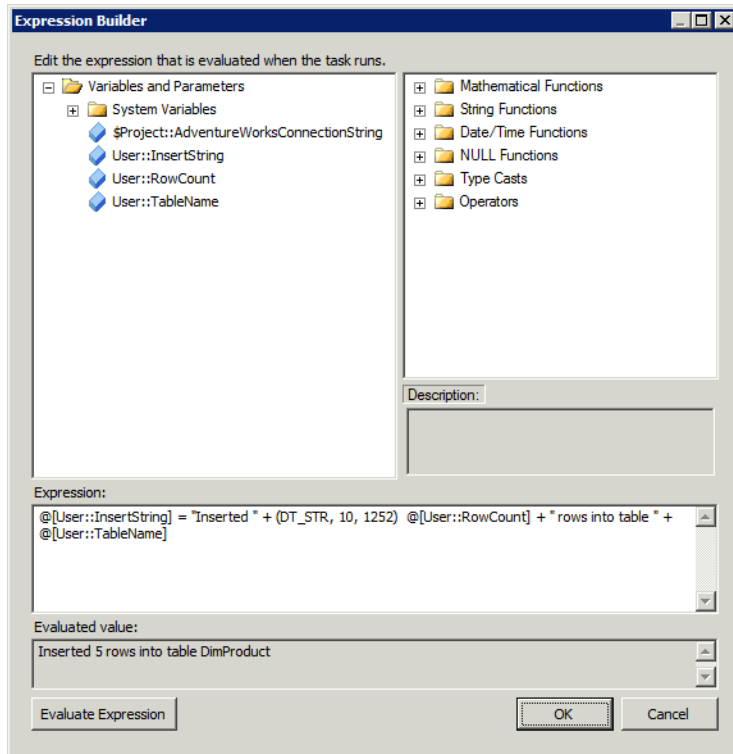 Expression Builder
Edit the expression that is evaluated when the task runs.
Variables and Parameters
System Variables
$Project::AdventureWorksConnectionString
User::InsertString
User::RowCount
User::TableName
Mathematical Functions
String Functions
Date/Time Functions
NULL Functions
Type Casts
Operators
Description:
Expression:
@[User::InsertString] = "Inserted " + (DT_STR, 10, 1252)  @[User::RowCount] + " rows into table " +
@[User::TableName]
Evaluated value:
Inserted 5 rows into table DimProduct
Evaluate Expression
OK
Cancel